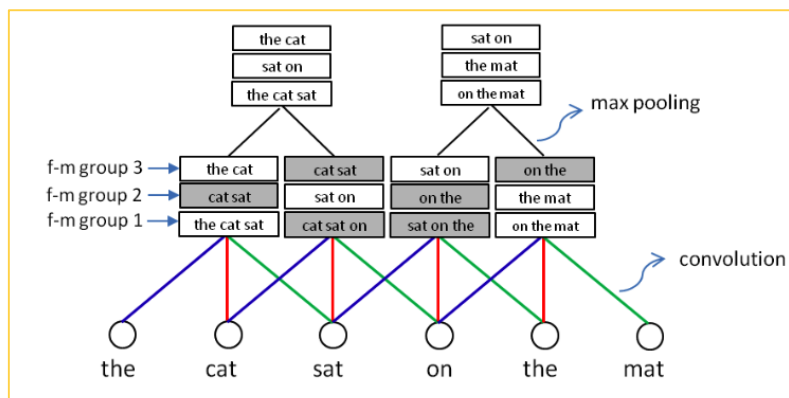 the cat sat on
sat on the mat
the cat sat on the mat
max pooling
f-m group 3 the cat cat sat sat on on the
f-m group 2 cat sat sat on on the the mat
f-m group 1 the cat sat cat sat on sat on the on the mat
convolution
the cat sat on the mat